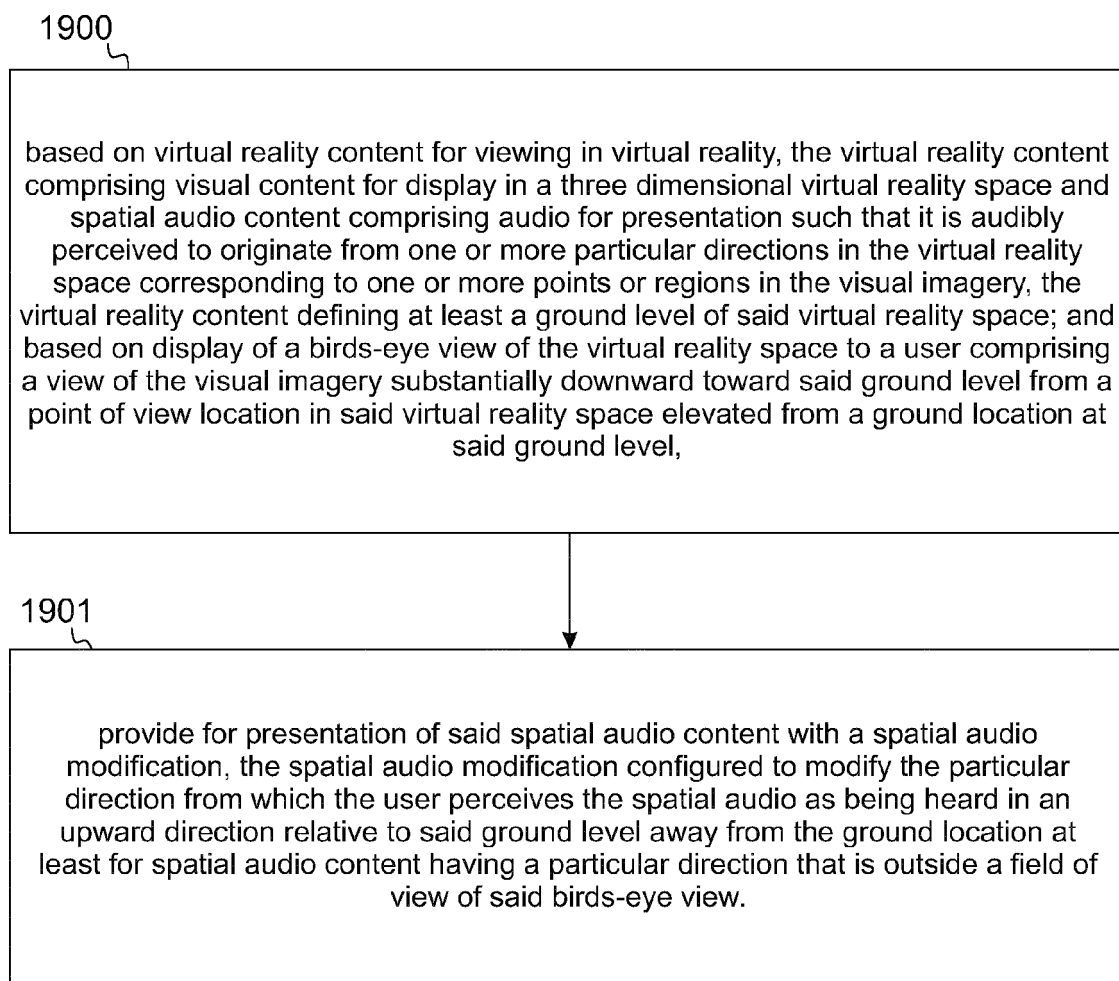 1900
based on virtual reality content for viewing in virtual reality, the virtual reality content
comprising visual content for display in a three dimensional virtual reality space and
spatial audio content comprising audio for presentation such that it is audibly
perceived to originate from one or more particular directions in the virtual reality
space corresponding to one or more points or regions in the visual imagery, the
virtual reality content defining at least a ground level of said virtual reality space; and
based on display of a birds-eye view of the virtual reality space to a user comprising
a view of the visual imagery substantially downward toward said ground level from a
point of view location in said virtual reality space elevated from a ground location at
said ground level,
1901
provide for presentation of said spatial audio content with a spatial audio
modification, the spatial audio modification configured to modify the particular
direction from which the user perceives the spatial audio as being heard in an
upward direction relative to said ground level away from the ground location at
least for spatial audio content having a particular direction that is outside a field of
view of said birds-eye view.